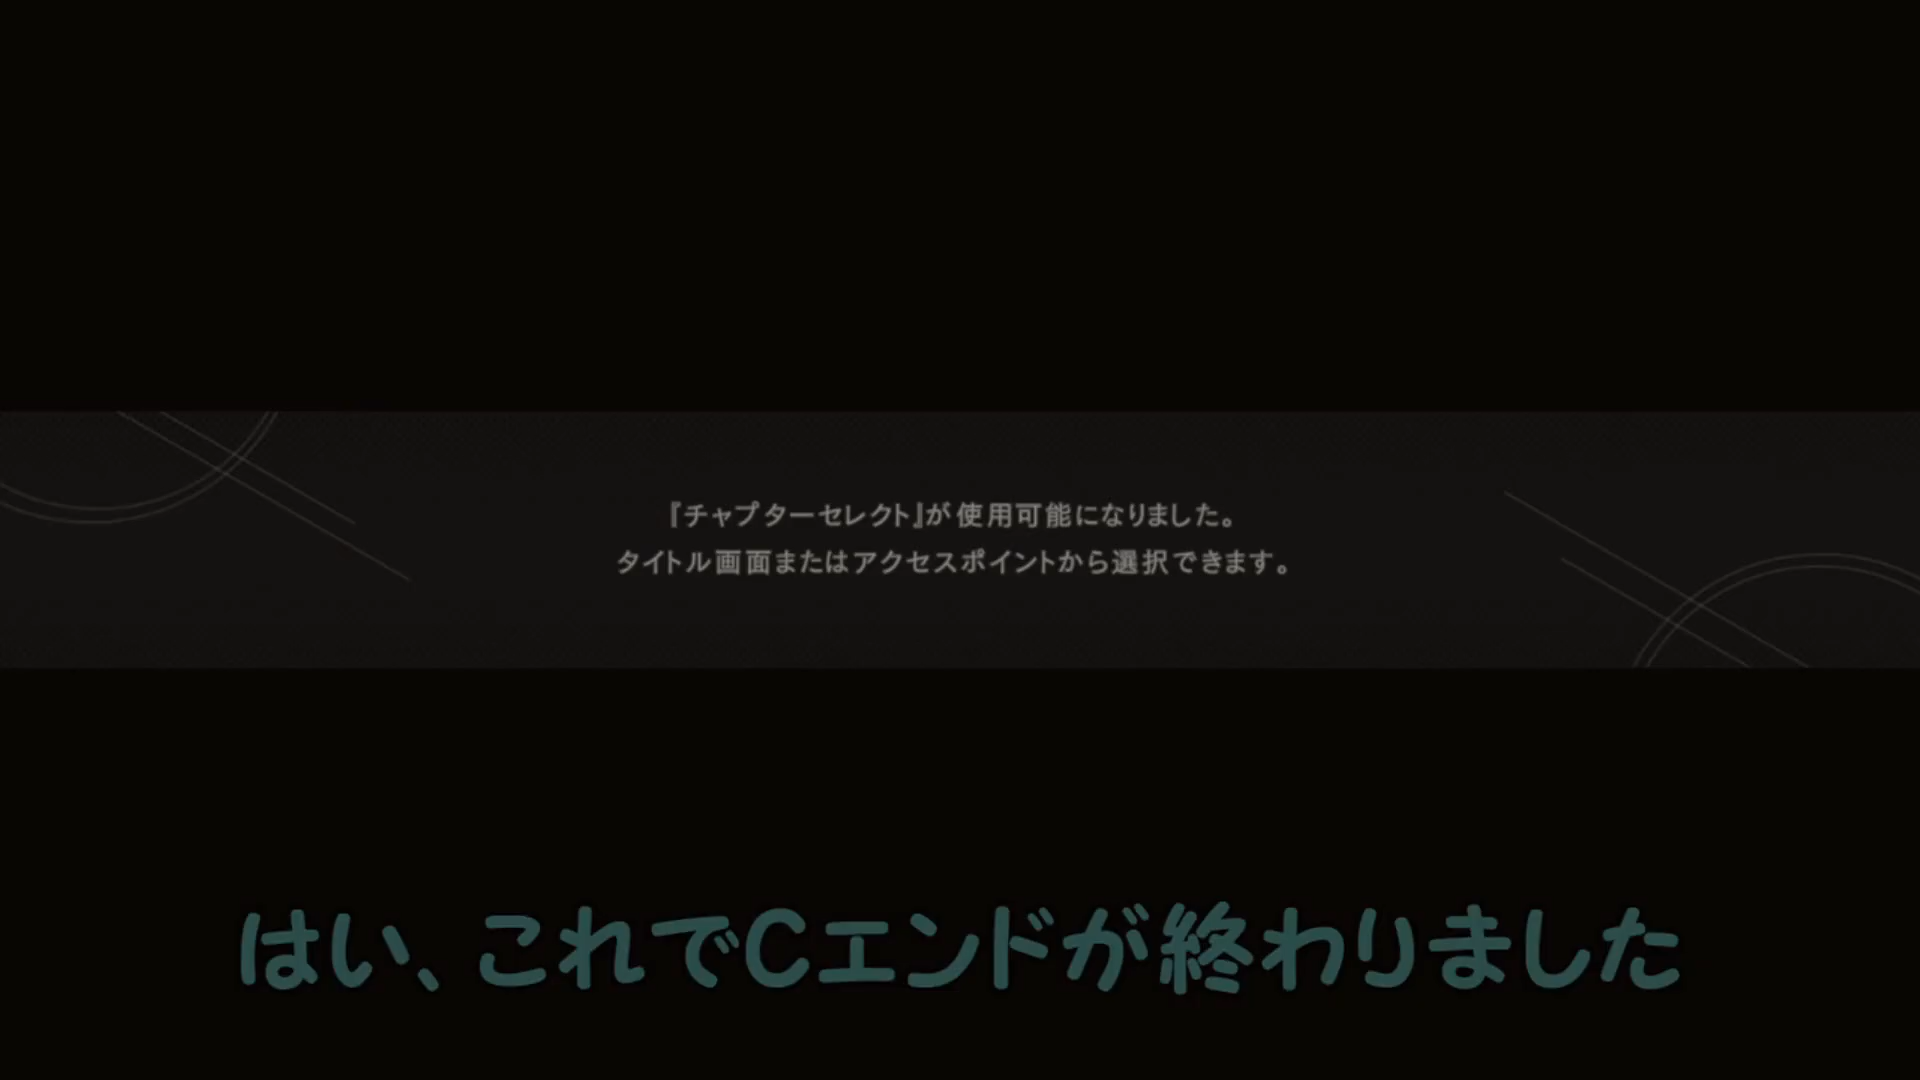 『チャプターセレクト』が使用可能になりました。
タイトル画面またはアクセスポイントから選択できます。
はい、これでCエンドが終わりました